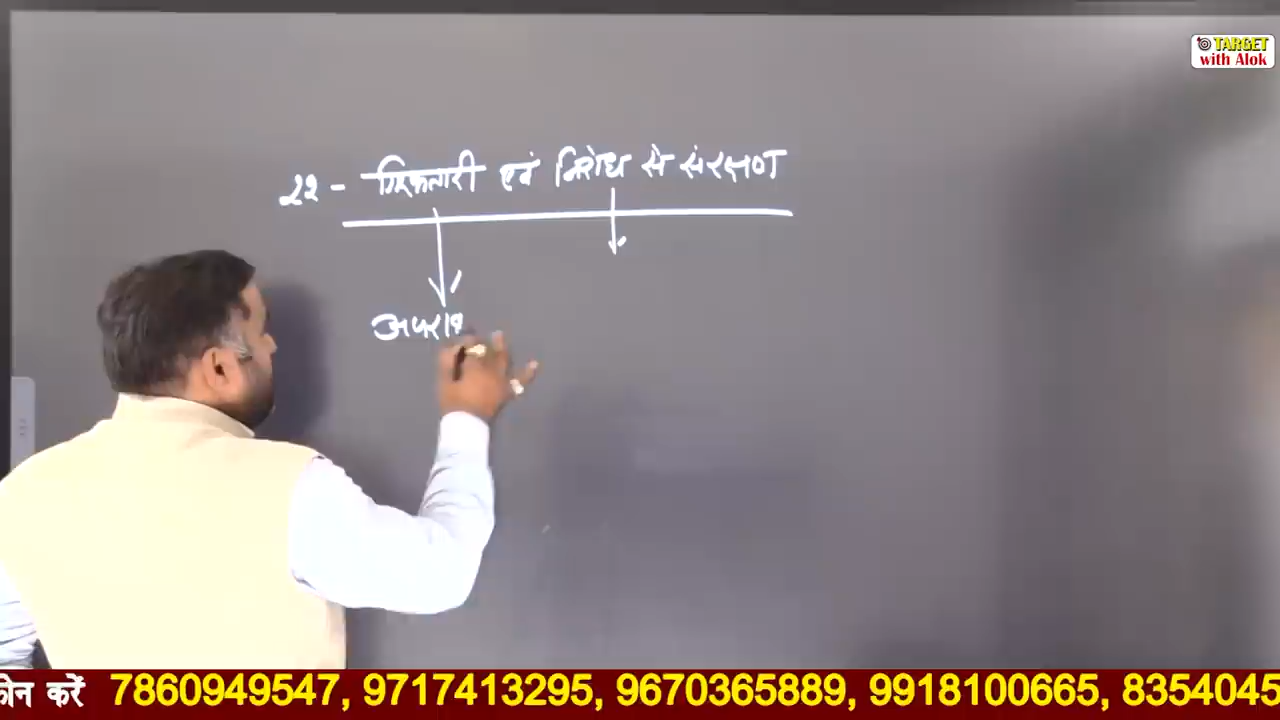 TARGET
with Alok
22 - गिरफ्तारी एवं निरोध से संरक्षण
अपराध
फोन करें 7860949547, 9717413295, 9670365889, 9918100665, 8354045